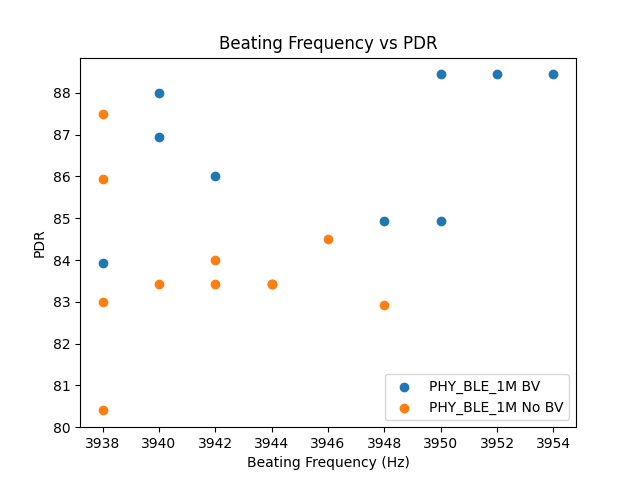 Beating Frequency vs PDR
PDR
88
87
86
85
84
83
82
81
80
3938 3940 3942 3944 3946 3948 3950 3952 3954
Beating Frequency (Hz)
PHY_BLE_1M BV
PHY_BLE_1M No BV